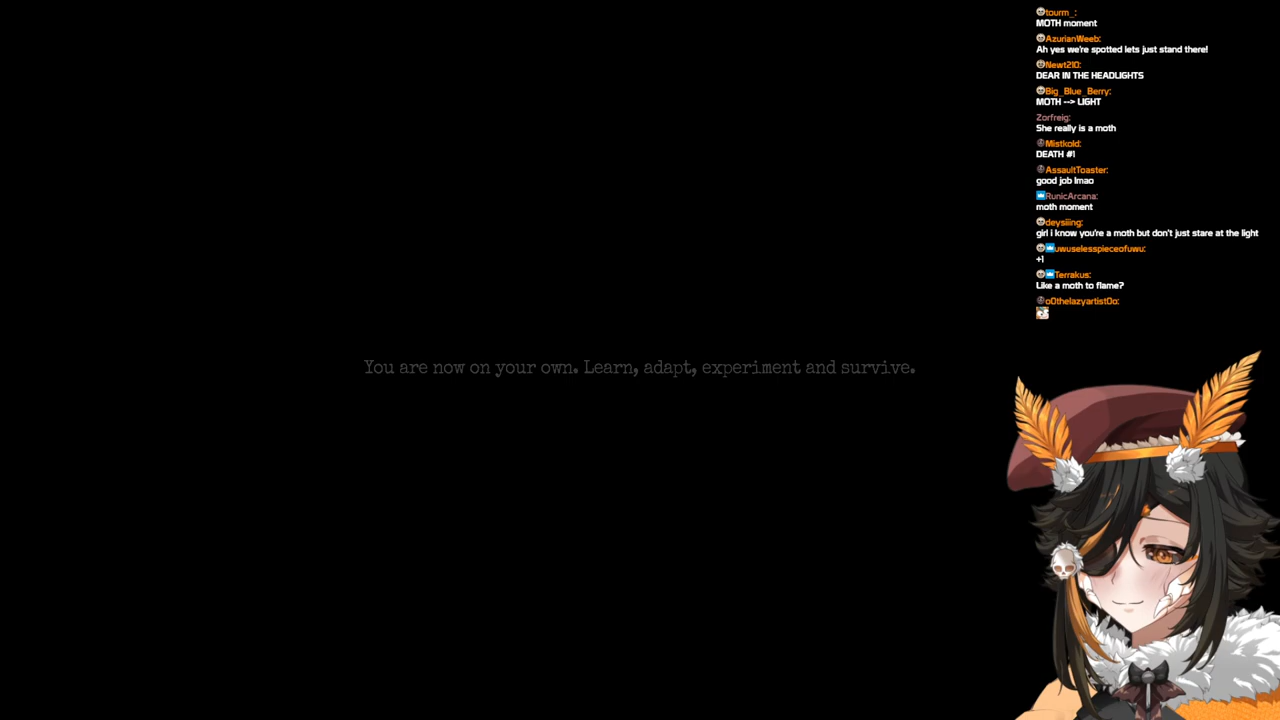 tourm_:
MOTH moment
AzurianWeeb:
Ah yes we're spotted lets just stand there!
Newt210:
DEAR IN THE HEADLIGHTS
Big_Blue_Berry:
MOTH --> LIGHT
Zorfreig:
She really is a moth
Mistkold:
DEATH #1
AssaultToaster:
good job lmao
RunicArcana:
moth moment
deysiiing:
girl i know you're a moth but don't just stare at the light
uwuselesspieceofuwu:
+1
Terrakus:
Like a moth to flame?
o0thelazyartist0o:
You are now on your own. Learn, adapt, experiment and survive.